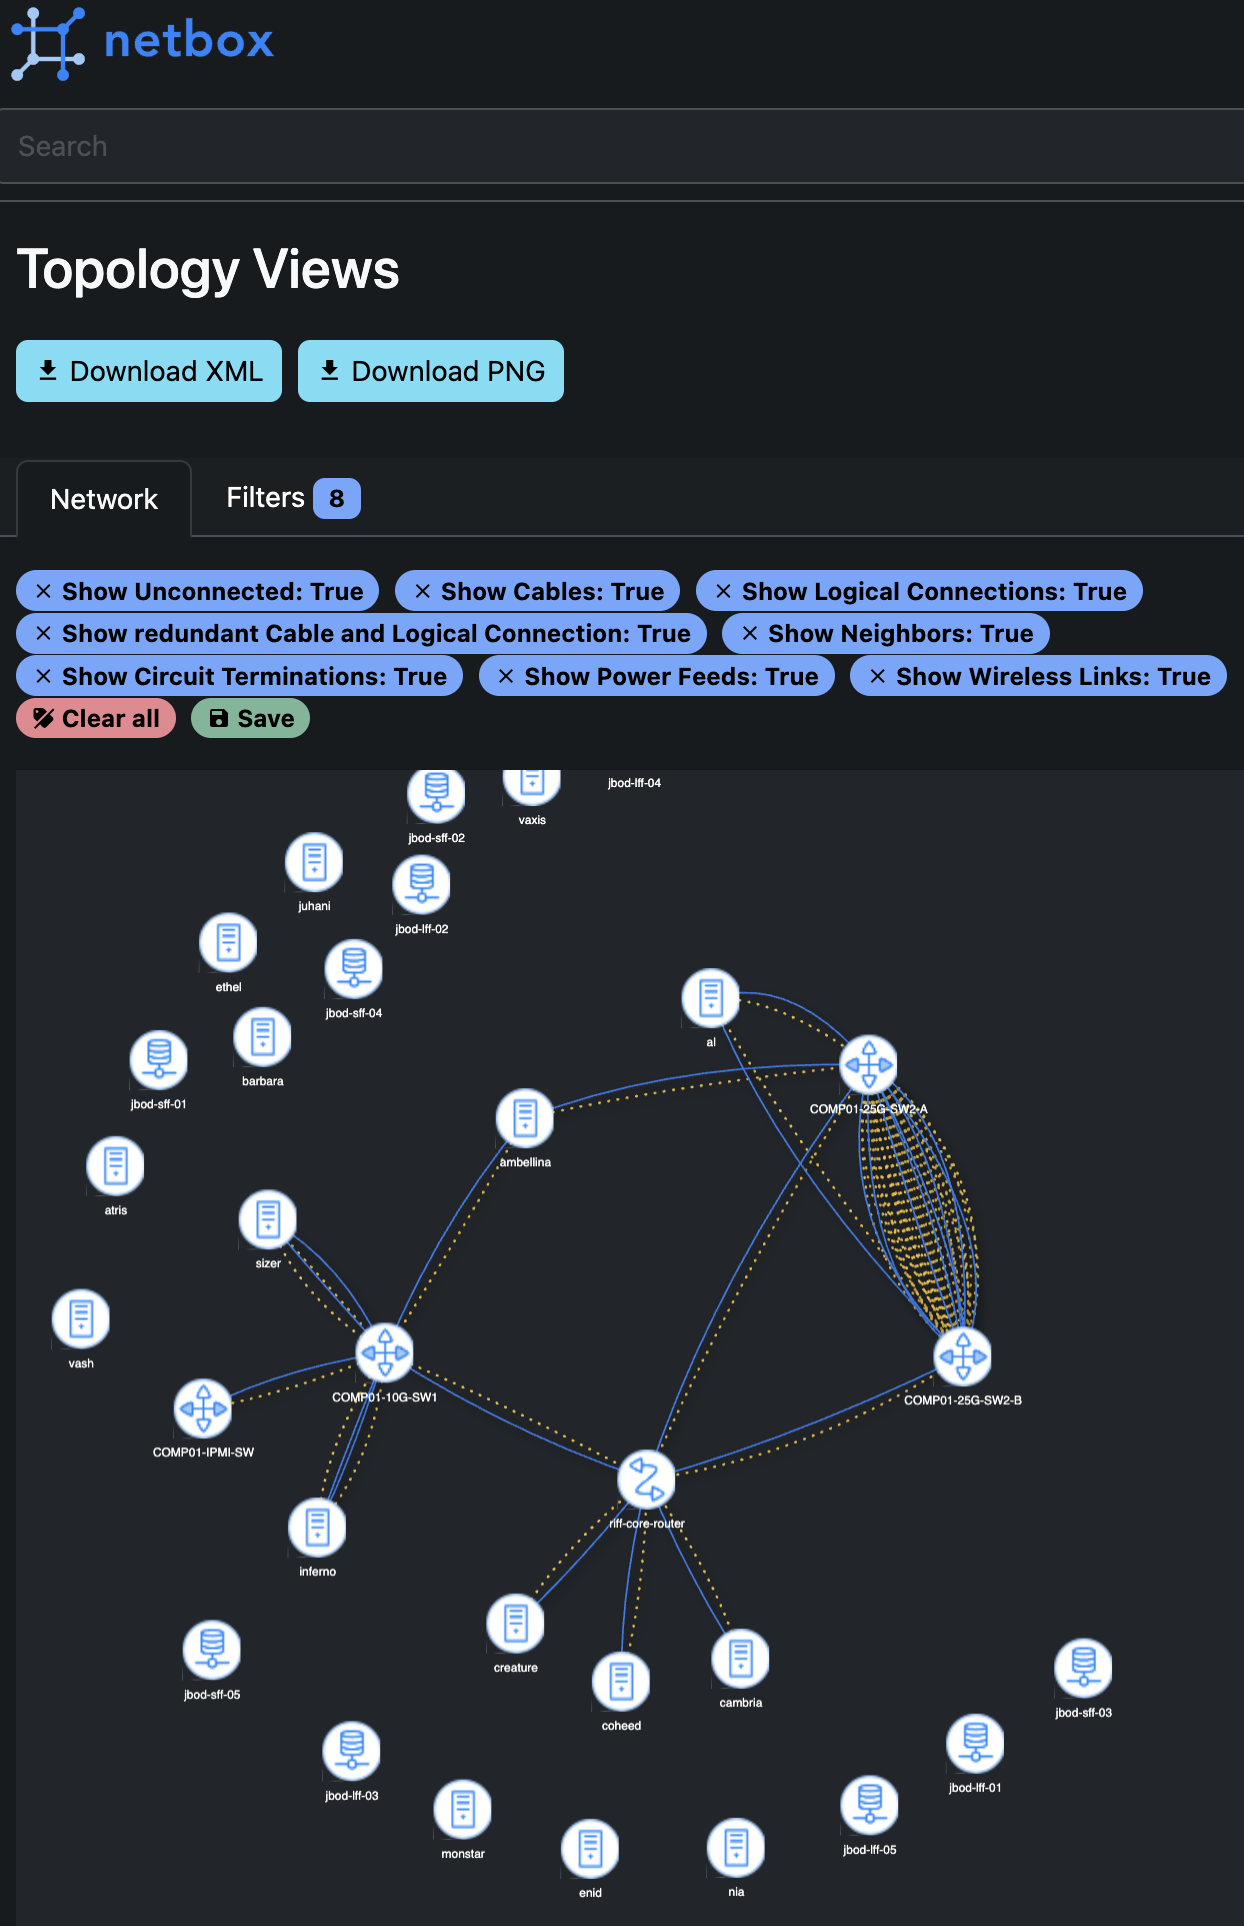 netbox
Search
Topology Views
Download XML
Download PNG
Network
Filters 8
Show Unconnected: True
Show Cables: True
Show Logical Connections: True
Show redundant Cable and Logical Connection: True
Show Neighbors: True
Show Circuit Terminations: True
Show Power Feeds: True
Show Wireless Links: True
Clear all
Save
jbod-lff-04
vaxis
jbod-sff-02
juhani
jbod-lff-02
ethel
jbod-sff-04
al
barbara
jbod-sff-01
COMP01-25G-SW2-A
ambellina
atris
sizer
vash
COMP01-10G-SW1
COMP01-25G-SW2-B
COMP01-IPMI-SW
riff-core-router
inferno
creature
jbod-sff-05
cambria
jbod-sff-03
coheed
jbod-lff-01
jbod-lff-03
jbod-lff-05
monstar
enid
nia